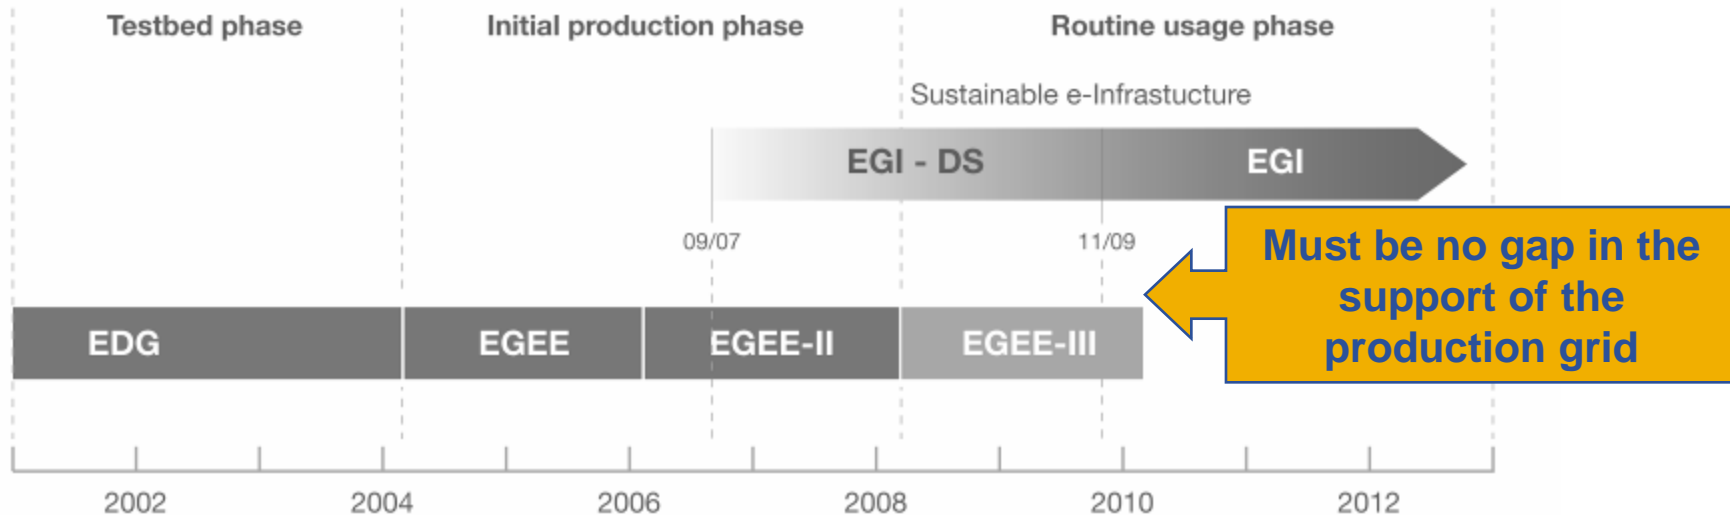 Testbed phase
Initial production phase
Routine usage phase
Sustainable e-Infrastucture
EGI - DS
EGI
09/07
11/09
Must be no gap in the
support of the
production grid
EDG
EGEE
EGEE-II
EGEE-III
2002
2004
2006
2008
2010
2012